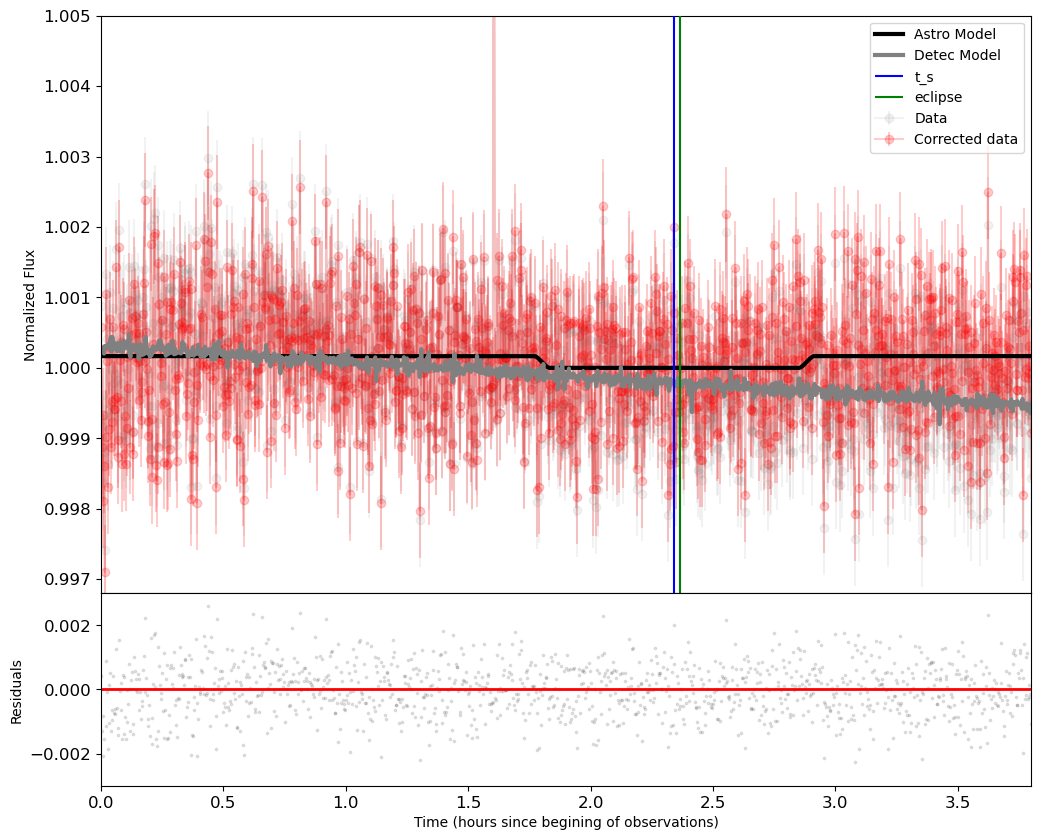 1.005
1.004
1.003
1.002
1.001
1.000
0.999
0.998
0.997
Normalized Flux
Astro Model
Detec Model
t_s
eclipse
Data
Corrected data
0.002
0.000
−0.002
Residuals
0.0 0.5 1.0 1.5 2.0 2.5 3.0 3.5
Time (hours since begining of observations)